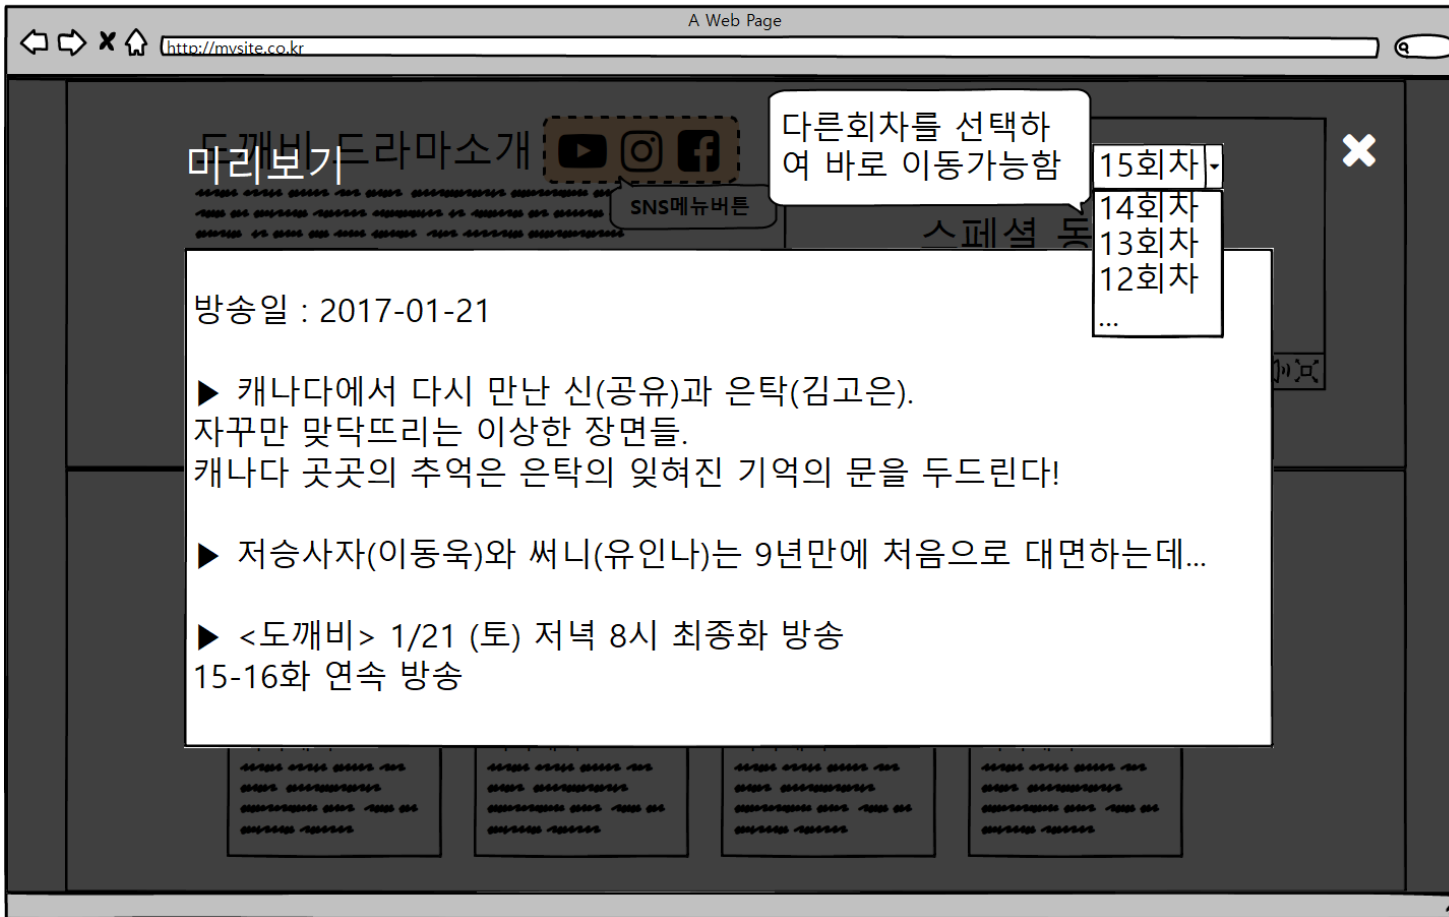 A Web Page
http://mysite.co.kr
도깨비 드라마소개
미리보기
SNS메뉴버튼
다른회차를 선택하
여 바로 이동가능함
15회차
14회차
13회차
12회차
...
스페셜 동
방송일 : 2017-01-21
▶ 캐나다에서 다시 만난 신(공유)과 은탁(김고은).
자꾸만 맞닥뜨리는 이상한 장면들.
캐나다 곳곳의 추억은 은탁의 잊혀진 기억의 문을 두드린다!
▶ 저승사자(이동욱)와 써니(유인나)는 9년만에 처음으로 대면하는데...
▶ <도깨비> 1/21 (토) 저녁 8시 최종화 방송
15-16화 연속 방송